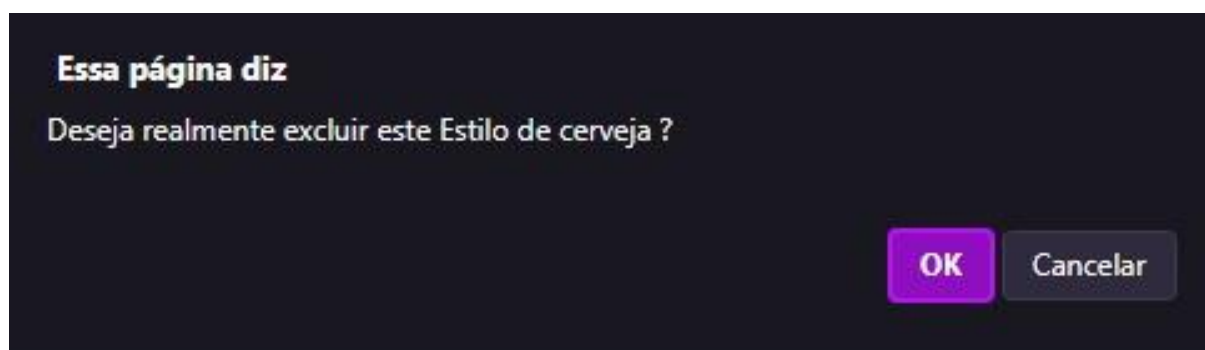 Essa página diz
Deseja realmente excluir este Estilo de cerveja ?
OK Cancelar